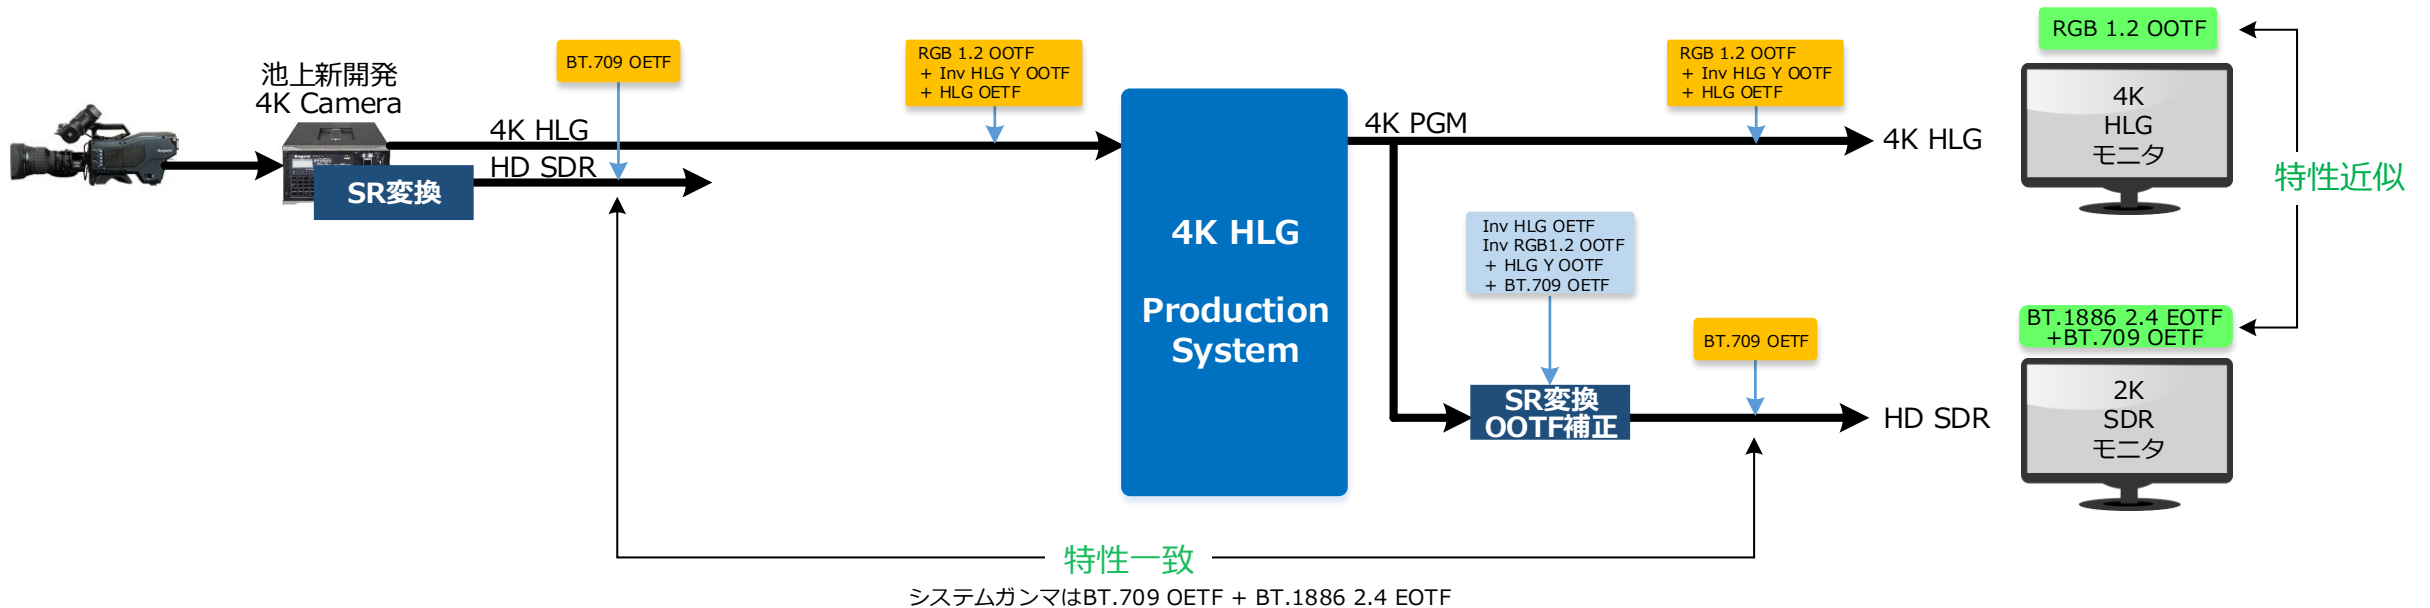 池上新開発
4K Camera
SR変換
BT.709 OETF
4K HLG
HD SDR
RGB 1.2 OOTF
+ Inv HLG Y OOTF
+ HLG OETF
4K HLG
Production
System
4K PGM
RGB 1.2 OOTF
+ Inv HLG Y OOTF
+ HLG OETF
4K HLG
Inv HLG OETF
Inv RGB1.2 OOTF
+ HLG Y OOTF
+ BT.709 OETF
SR変換
OOTF補正
BT.709 OETF
HD SDR
RGB 1.2 OOTF
4K
HLG
モニタ
特性近似
BT.1886 2.4 EOTF
+BT.709 OETF
2K
SDR
モニタ
特性一致
システムガンマはBT.709 OETF + BT.1886 2.4 EOTF